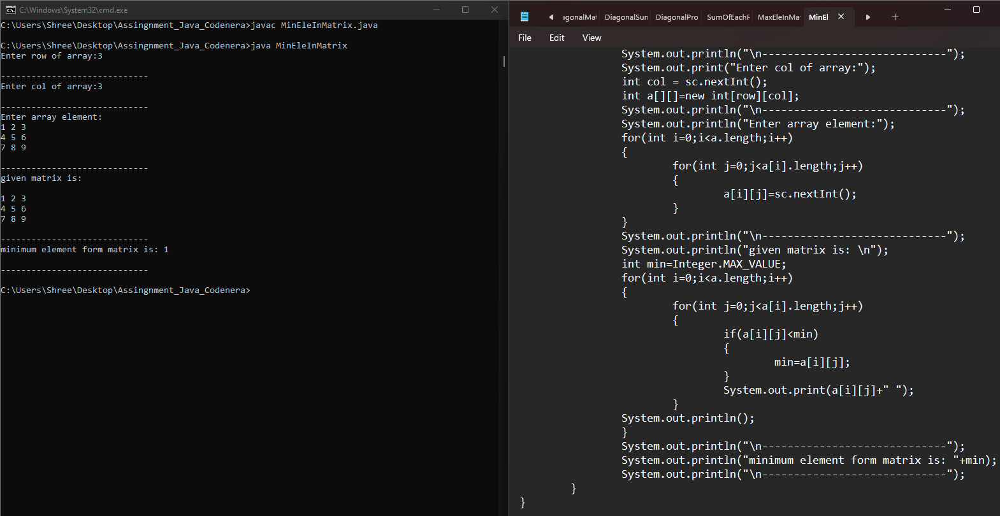 C:\Windows\System32\cmd.exe
C:\Users\Shree\Desktop\Assingnment_Java_Codenera>javac MinEleInMatrix.java
C:\Users\Shree\Desktop\Assingnment_Java_Codenera>java MinEleInMatrix
Enter row of array:3
-----------------------------
Enter col of array:3
-----------------------------
Enter array element:
1 2 3
4 5 6
7 8 9
-----------------------------
given matrix is:
1 2 3
4 5 6
7 8 9
-----------------------------
minimum element form matrix is: 1
-----------------------------
C:\Users\Shree\Desktop\Assingnment_Java_Codenera>
agonalMat DiagonalSum DiagonalPro SumOfEachR MaxEleInMat MinEl
File Edit View
System.out.println("\n-----------------------------");
System.out.print("Enter col of array:");
int col = sc.nextInt();
int a[][]=new int[row][col];
System.out.println("\n-----------------------------");
System.out.println("Enter array element:");
for(int i=0;i<a.length;i++)
{
for(int j=0;j<a[i].length;j++)
{
a[i][j]=sc.nextInt();
}
}
System.out.println("\n-----------------------------");
System.out.println("given matrix is: \n");
int min=Integer.MAX_VALUE;
for(int i=0;i<a.length;i++)
{
for(int j=0;j<a[i].length;j++)
{
if(a[i][j]<min)
{
min=a[i][j];
}
System.out.print(a[i][j]+" ");
}
System.out.println();
}
System.out.println("\n-----------------------------");
System.out.println("minimum element form matrix is: "+min);
System.out.println("\n-----------------------------");
}
}